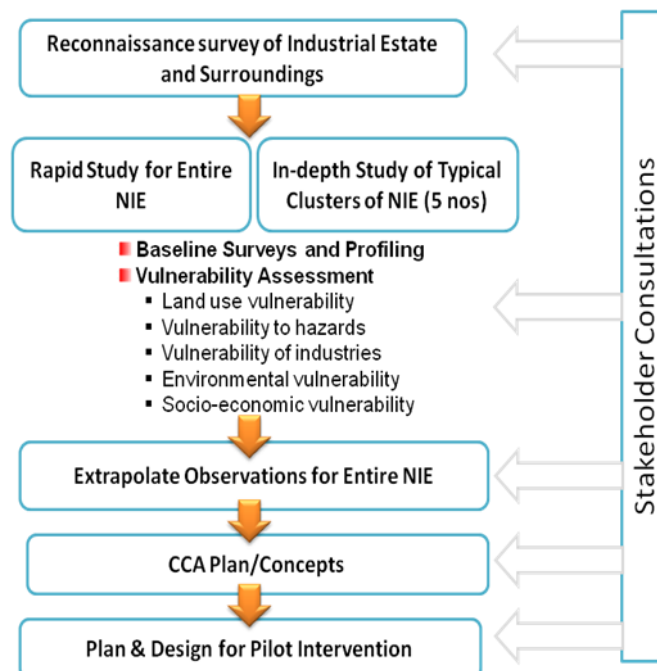 Reconnaissance survey of Industrial Estate
and Surroundings
Rapid Study for Entire
NIE
In-depth Study of Typical
Clusters of NIE (5 nos)
Baseline Surveys and Profiling
Vulnerability Assessment
Land use vulnerability
Vulnerability to hazards
Vulnerability of industries
Environmental vulnerability
Socio-economic vulnerability
Extrapolate Observations for Entire NIE
CCA Plan/Concepts
Plan & Design for Pilot Intervention
Stakeholder Consultations